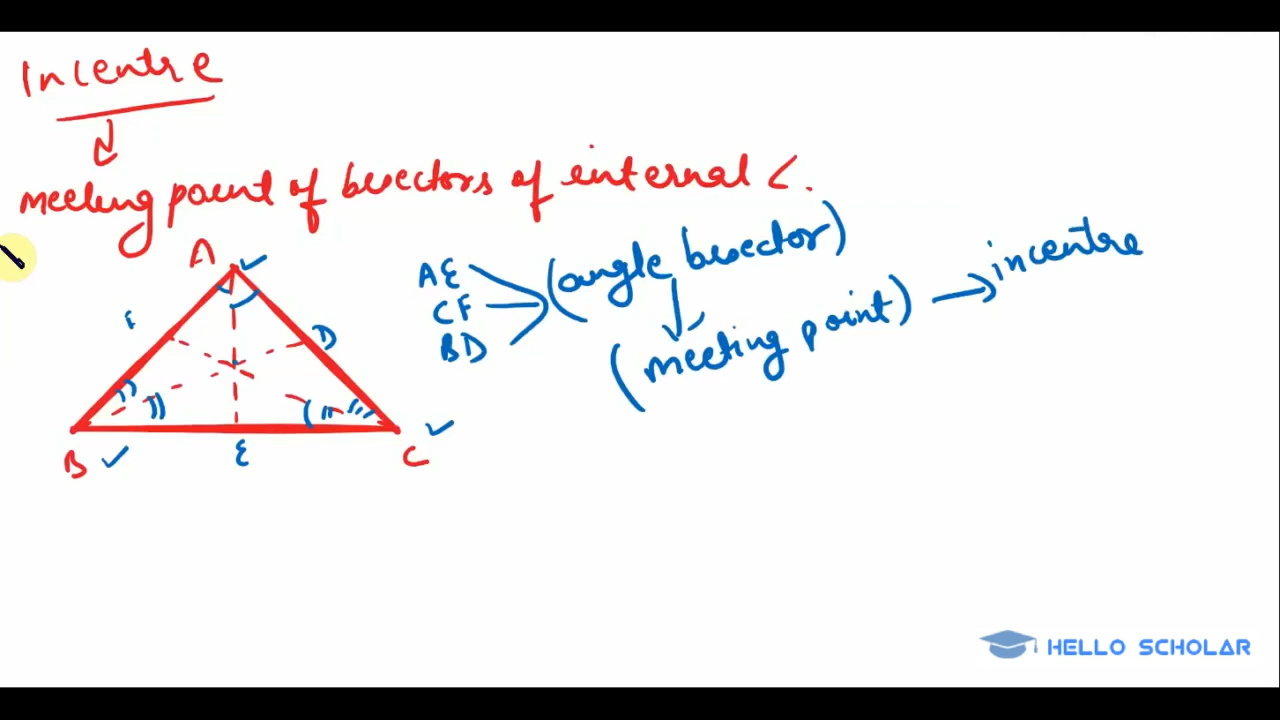 Incentre
Meeting point of bisectors of internal <.
A
AE
CF
BD
(angle bisector)
(meeting point)
incentre
F
D
B
E
C
HELLO SCHOLAR